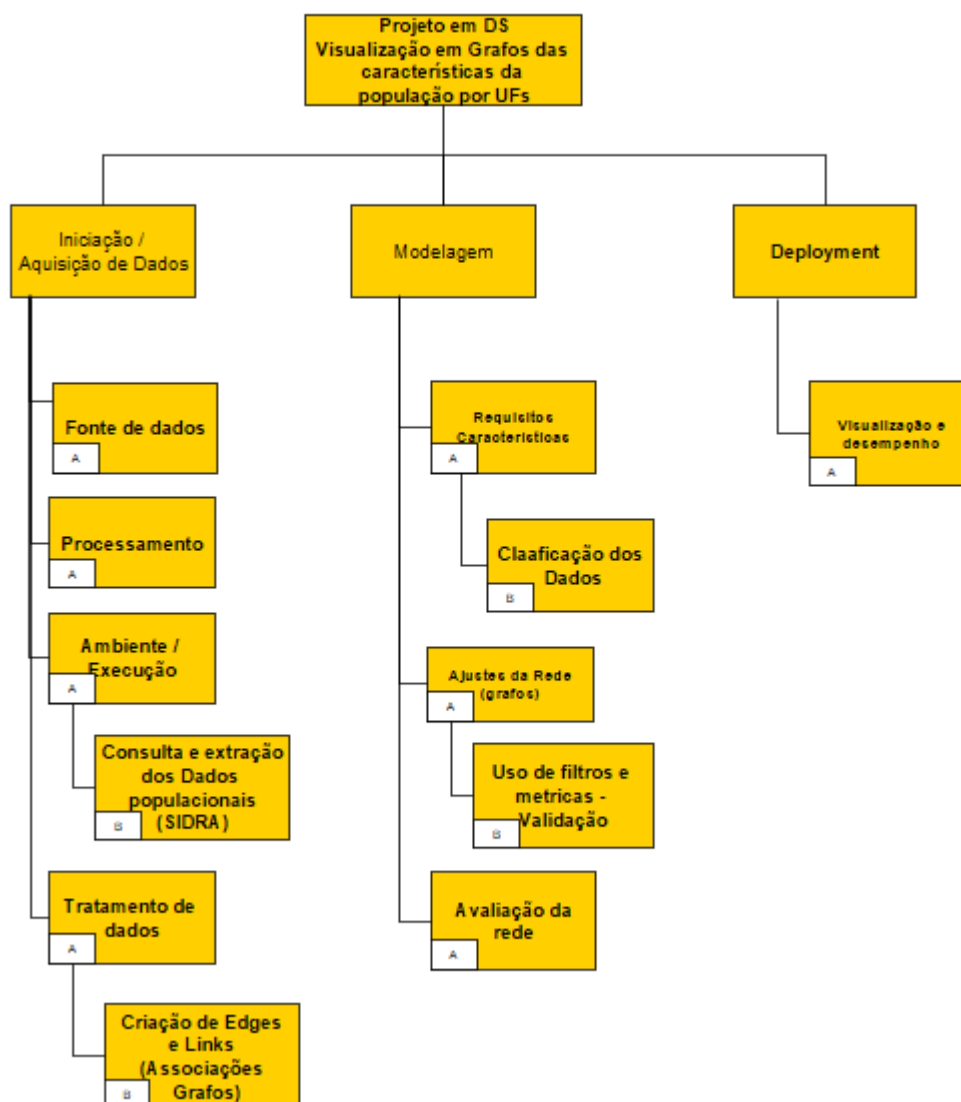 Projeto em DS
Visualização em Grafos das
características da
população por UFs
Iniciação /
Aquisição de Dados
Fonte de dados
A
Processamento
A
Ambiente /
Execução
A
Consulta e extração
dos Dados
populacionais
(SIDRA)
B
Tratamento de
dados
A
Criação de Edges
e Links
(Associações
Grafos)
B
Modelagem
Requisitos
Caracteristicas
A
Claaficação dos
Dados
B
Ajustes da Rede
(grafos)
A
Uso de filtros e
metricas -
Validação
B
Avaliação da
rede
A
Deployment
Visualização e
desempenho
A